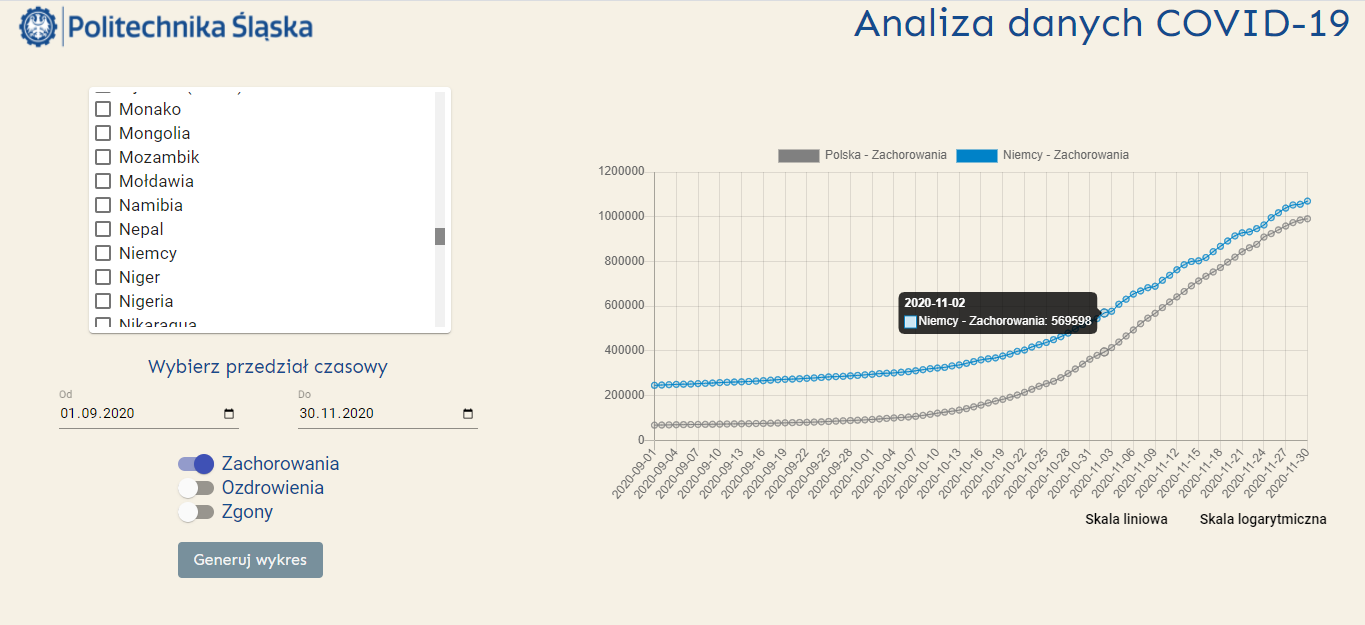 Politechnika Śląska
Analiza danych COVID-19
Monako
Mongolia
Mozambik
Mołdawia
Namibia
Nepal
Niemcy
Niger
Nigeria
Nikaragua
Wybierz przedział czasowy
Od
01.09.2020
Do
30.11.2020
Zachorowania
Ozdrowienia
Zgony
Generuj wykres
Polska - Zachorowania Niemcy - Zachorowania
1200000
1000000
800000
600000
400000
200000
0
2020-11-02
Niemcy - Zachorowania: 569598
2020-09-01 2020-09-04 2020-09-07 2020-09-10 2020-09-13 2020-09-16 2020-09-19 2020-09-22 2020-09-25 2020-09-28 2020-10-01 2020-10-04 2020-10-07 2020-10-10 2020-10-13 2020-10-16 2020-10-19 2020-10-22 2020-10-25 2020-10-28 2020-10-31 2020-11-03 2020-11-06 2020-11-09 2020-11-12 2020-11-15 2020-11-18 2020-11-21 2020-11-24 2020-11-27 2020-11-30
Skala liniowa Skala logarytmiczna